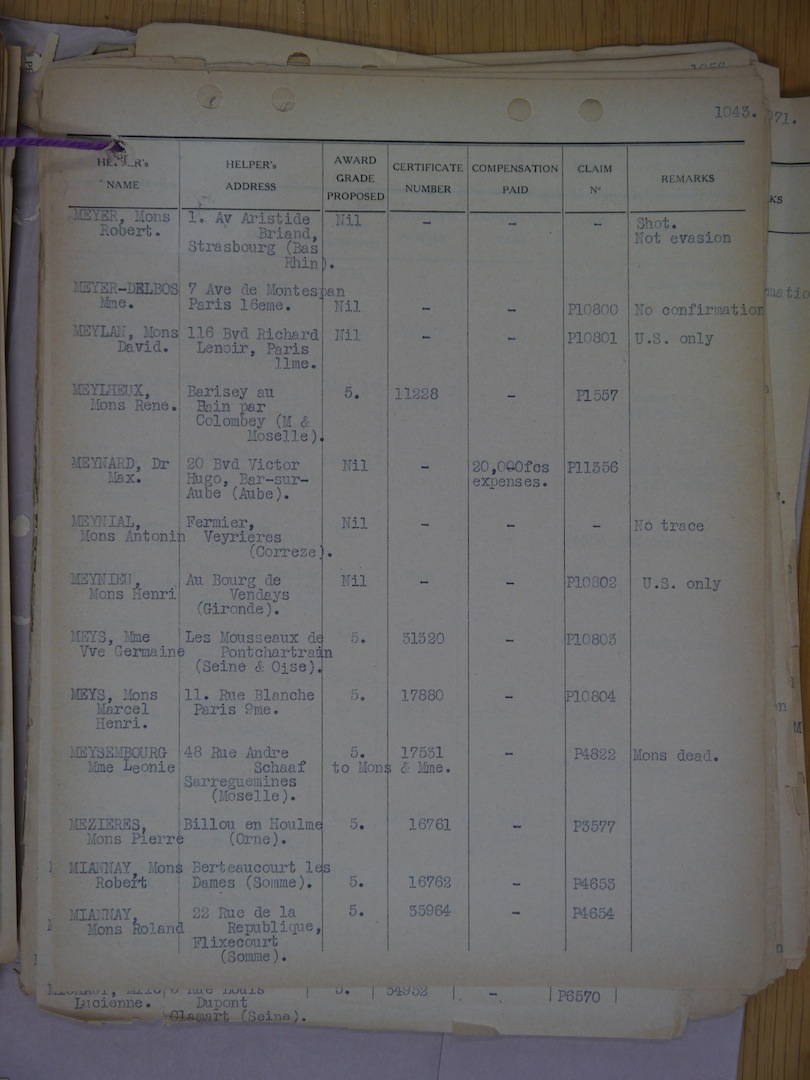 1043.
71.
HELPER's NAME | HELPER's ADDRESS | AWARD GRADE PROPOSED | CERTIFICATE NUMBER | COMPENSATION PAID | CLAIM Nº | REMARKS
KS
MEYER, Mons 1. Av Aristide Nil - - - Shot.
Robert. Briand, Not evasion
Strasbourg (Bas
Rhin).
MEYER-DELBOS 7 Ave de Montespan
Mme. Paris 16eme. Nil - - P10800 No confirmation
MEYLAN, Mons 116 Bvd Richard Nil - - P10801 U.S. only
David. Lenoir, Paris
11me.
MEYLHEUX, Barisey au 5. 11228 - P1557
Mons Rene. Bain par
Colombey (M &
Moselle).
MEYNARD, Dr 20 Bvd Victor Nil - 20,000fcs P11356
Max. Hugo, Bar-sur- expenses.
Aube (Aube).
MEYNIAL, Fermier, Nil - - - No trace
Mons Antonin Veyrieres
(Correze).
MEYNIEU, Au Bourg de Nil - - P10802 U.S. only
Mons Henri Vendays
(Gironde).
MEYS, Mme Les Mousseaux de 5. 31320 - P10803
Vve Germaine Pontchartrain
(Seine & Oise).
MEYS, Mons 11. Rue Blanche 5. 17880 - P10804
Marcel Paris 9me.
Henri.
MEYSEMBOURG 48 Rue Andre 5. 17531 - P4822 Mons dead.
Mme Leonie Schaaf to Mons & Mme.
Sarreguemines
(Moselle).
MEZIERES, Billou en Houlme 5. 16761 - P3577
Mons Pierre (Orne).
MIANNAY, Mons Berteaucourt les
Robert Dames (Somme). 5. 16762 - P4653
MIANNAY, 22 Rue de la 5. 35964 - P4654
Mons Roland Republique,
Flixecourt
(Somme).
Rue Louis 5. 34952 - P6570
Lucienne. Dupont
Clamart (Seine).